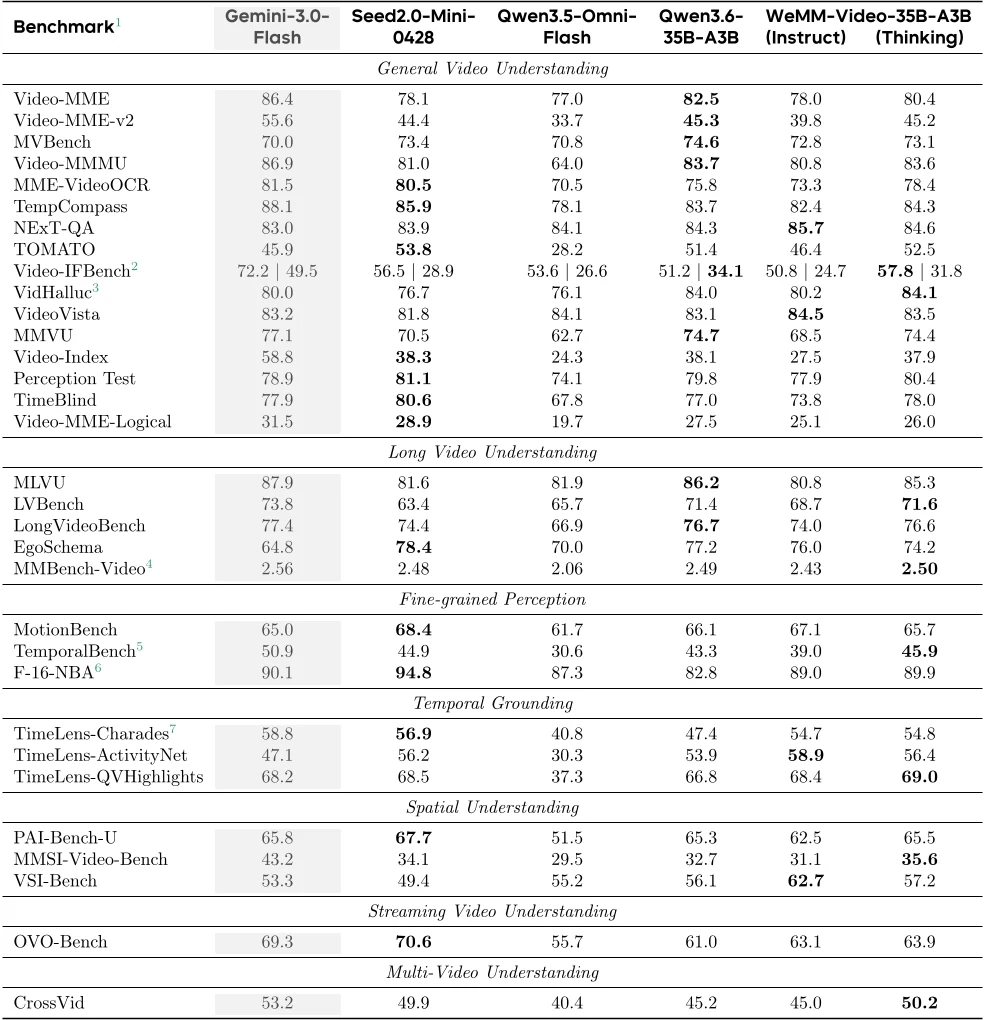 Benchmark1 Gemini-3.0-Flash Seed2.0-Mini-0428 Qwen3.5-Omni-Flash Qwen3.6-35B-A3B WeMM-Video-35B-A3B (Instruct) (Thinking)
General Video Understanding
Video-MME 86.4 78.1 77.0 82.5 78.0 80.4
Video-MME-v2 55.6 44.4 33.7 45.3 39.8 45.2
MVBench 70.0 73.4 70.8 74.6 72.8 73.1
Video-MMMU 86.9 81.0 64.0 83.7 80.8 83.6
MME-VideoOCR 81.5 80.5 70.5 75.8 73.3 78.4
TempCompass 88.1 85.9 78.1 83.7 82.4 84.3
NExT-QA 83.0 83.9 84.1 84.3 85.7 84.6
TOMATO 45.9 53.8 28.2 51.4 46.4 52.5
Video-IFBench2 72.2 | 49.5 56.5 | 28.9 53.6 | 26.6 51.2 | 34.1 50.8 | 24.7 57.8 | 31.8
VidHalluc3 80.0 76.7 76.1 84.0 80.2 84.1
VideoVista 83.2 81.8 84.1 83.1 84.5 83.5
MMVU 77.1 70.5 62.7 74.7 68.5 74.4
Video-Index 58.8 38.3 24.3 38.1 27.5 37.9
Perception Test 78.9 81.1 74.1 79.8 77.9 80.4
TimeBlind 77.9 80.6 67.8 77.0 73.8 78.0
Video-MME-Logical 31.5 28.9 19.7 27.5 25.1 26.0
Long Video Understanding
MLVU 87.9 81.6 81.9 86.2 80.8 85.3
LVBench 73.8 63.4 65.7 71.4 68.7 71.6
LongVideoBench 77.4 74.4 66.9 76.7 74.0 76.6
EgoSchema 64.8 78.4 70.0 77.2 76.0 74.2
MMBench-Video4 2.56 2.48 2.06 2.49 2.43 2.50
Fine-grained Perception
MotionBench 65.0 68.4 61.7 66.1 67.1 65.7
TemporalBench5 50.9 44.9 30.6 43.3 39.0 45.9
F-16-NBA6 90.1 94.8 87.3 82.8 89.0 89.9
Temporal Grounding
TimeLens-Charades7 58.8 56.9 40.8 47.4 54.7 54.8
TimeLens-ActivityNet 47.1 56.2 30.3 53.9 58.9 56.4
TimeLens-QVHighlights 68.2 68.5 37.3 66.8 68.4 69.0
Spatial Understanding
PAI-Bench-U 65.8 67.7 51.5 65.3 62.5 65.5
MMSI-Video-Bench 43.2 34.1 29.5 32.7 31.1 35.6
VSI-Bench 53.3 49.4 55.2 56.1 62.7 57.2
Streaming Video Understanding
OVO-Bench 69.3 70.6 55.7 61.0 63.1 63.9
Multi-Video Understanding
CrossVid 53.2 49.9 40.4 45.2 45.0 50.2